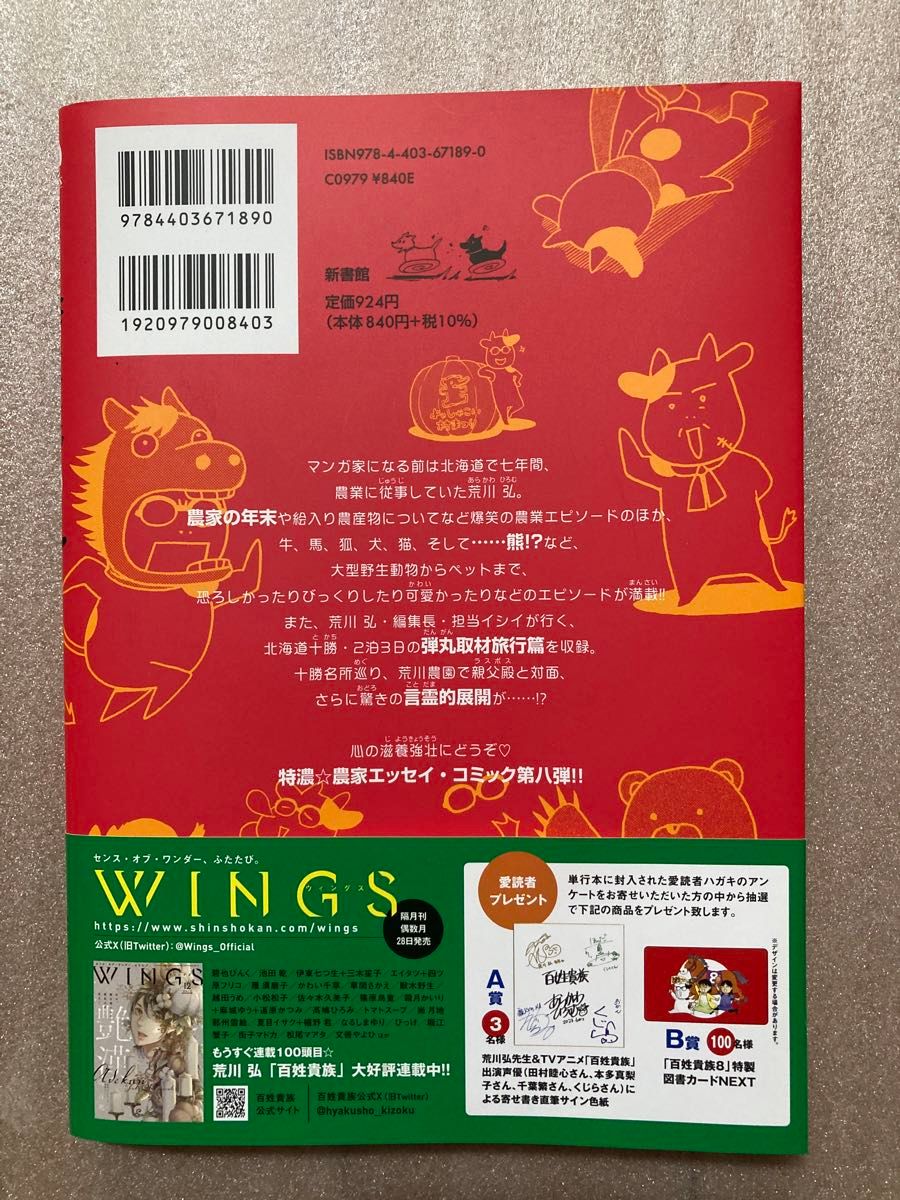 ISBN978-4-403-67189-0
C0979 ¥840E
9784403671890
1920979008403
新書館
定価924円
(本体840円+税10%)
よっしゃこい
おさまつり
マンガ家になる前は北海道で七年間、
農業に従事していた荒川 弘。
農家の年末や絵入り農産物についてなど爆笑の農業エピソードのほか、
牛、馬、狐、犬、猫、そして……熊!?など、
大型野生動物からペットまで、
恐ろしかったりびっくりしたり可愛かったりなどのエピソードが満載!!
また、荒川 弘・編集長・担当イシイが行く、
北海道十勝・2泊3日の弾丸取材旅行篇を収録。
十勝名所巡り、荒川農園で親父殿と対面、
さらに驚きの言霊的展開が……!?
心の滋養強壮にどうぞ♡
特濃☆農家エッセイ・コミック第八弾!!
センス・オブ・ワンダー、ふたたび。
WINGS
ウィングス
https://www.shinshokan.com/wings
公式X(旧Twitter):@Wings_Official
隔月刊
偶数月
28日発売
もうすぐ連載100頭目☆
荒川 弘「百姓貴族」大好評連載中!!
百姓貴族
公式サイト
百姓貴族公式X(旧Twitter)
@hyakusho_kizoku
愛読者
プレゼント
単行本に封入された愛読者ハガキのアン
ケートをお寄せいただいた方の中から抽選
で下記の商品をプレゼント致します。
※デザインは変更する場合があります。
A賞
3名様
百姓貴族
荒川弘先生&TVアニメ「百姓貴族」
出演声優(田村睦心さん、本多真梨
子さん、千葉繁さん、くじらさん)に
よる寄せ書き直筆サイン色紙
B賞 100名様
「百姓貴族8」特製
図書カードNEXT